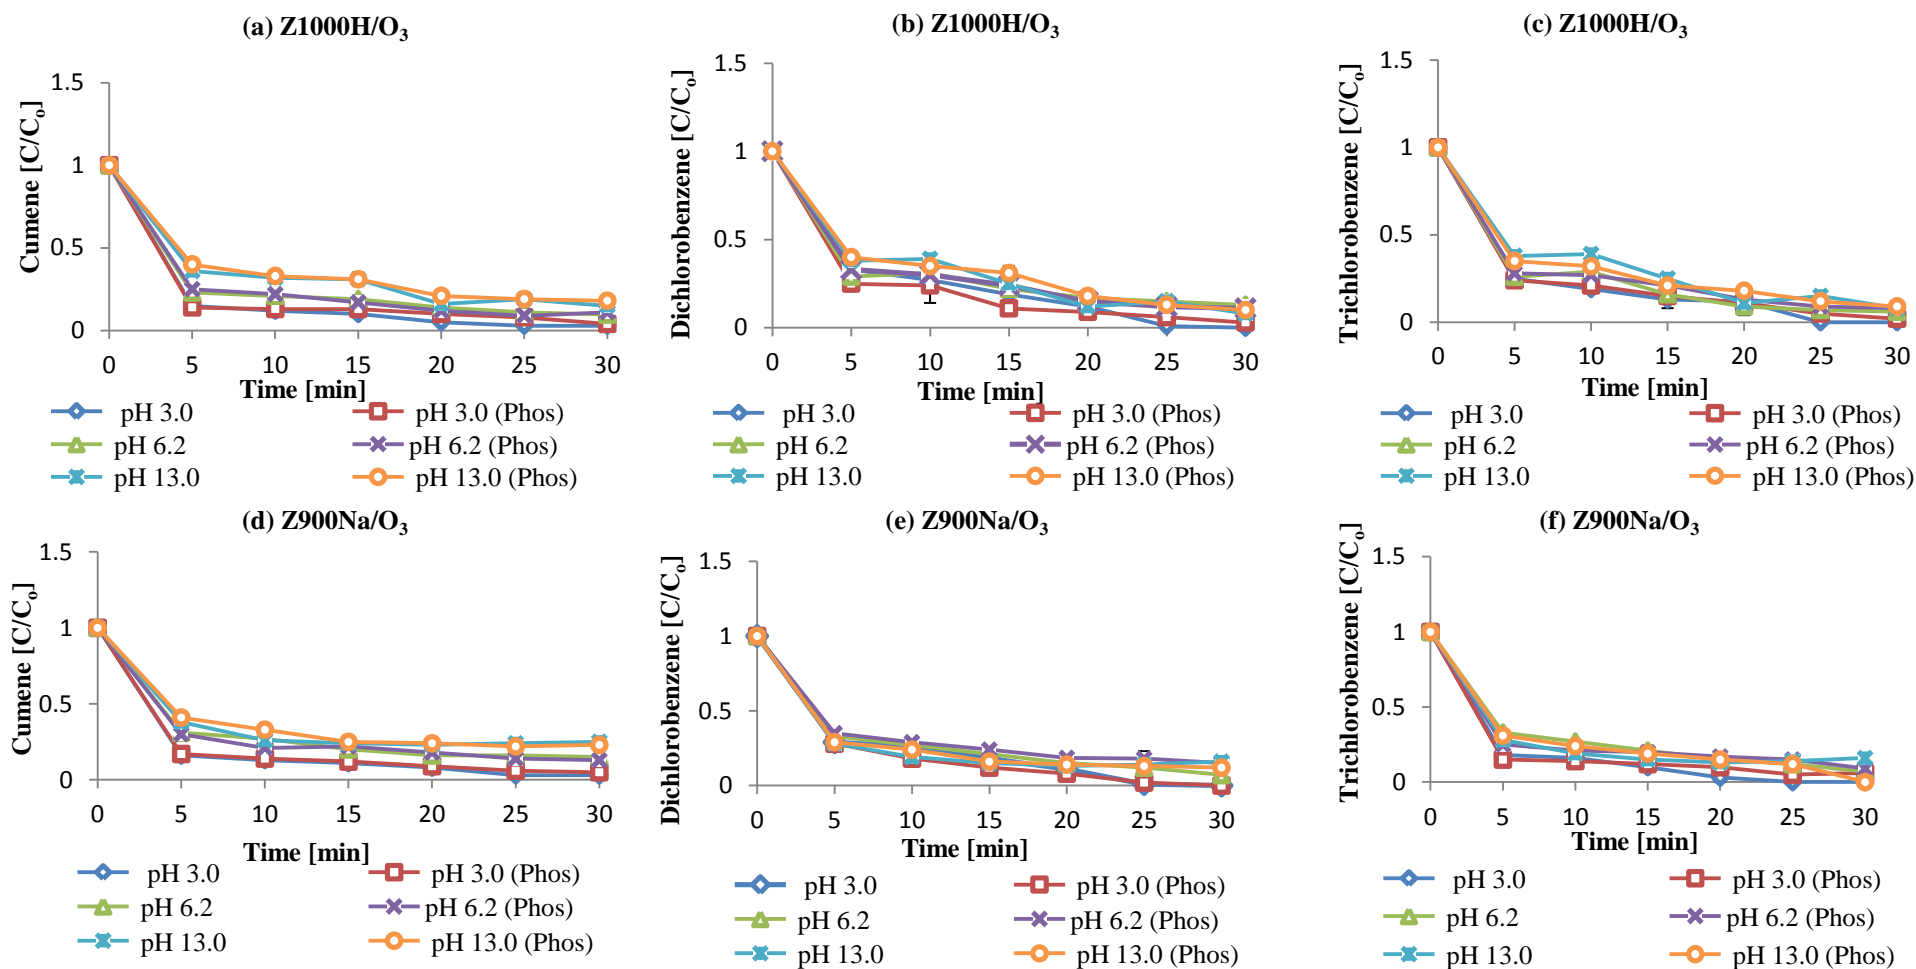 (a) Z1000H/O₃
Cumene [C/Cₒ]
1.5
1
0.5
0
0 5 10 15 20 25 30
Time [min]
pH 3.0 pH 3.0 (Phos)
pH 6.2 pH 6.2 (Phos)
pH 13.0 pH 13.0 (Phos)
(b) Z1000H/O₃
Dichlorobenzene [C/Cₒ]
1.5
1
0.5
0
0 5 10 15 20 25 30
Time [min]
pH 3.0 pH 3.0 (Phos)
pH 6.2 pH 6.2 (Phos)
pH 13.0 pH 13.0 (Phos)
(c) Z1000H/O₃
Trichlorobenzene [C/Cₒ]
1.5
1
0.5
0
0 5 10 15 20 25 30
Time [min]
pH 3.0 pH 3.0 (Phos)
pH 6.2 pH 6.2 (Phos)
pH 13.0 pH 13.0 (Phos)
(d) Z900Na/O₃
Cumene [C/Cₒ]
1.5
1
0.5
0
0 5 10 15 20 25 30
Time [min]
pH 3.0 pH 3.0 (Phos)
pH 6.2 pH 6.2 (Phos)
pH 13.0 pH 13.0 (Phos)
(e) Z900Na/O₃
Dichlorobenzene [C/Cₒ]
1.5
1
0.5
0
0 5 10 15 20 25 30
Time [min]
pH 3.0 pH 3.0 (Phos)
pH 6.2 pH 6.2 (Phos)
pH 13.0 pH 13.0 (Phos)
(f) Z900Na/O₃
Trichlorobenzene [C/Cₒ]
1.5
1
0.5
0
0 5 10 15 20 25 30
Time [min]
pH 3.0 pH 3.0 (Phos)
pH 6.2 pH 6.2 (Phos)
pH 13.0 pH 13.0 (Phos)